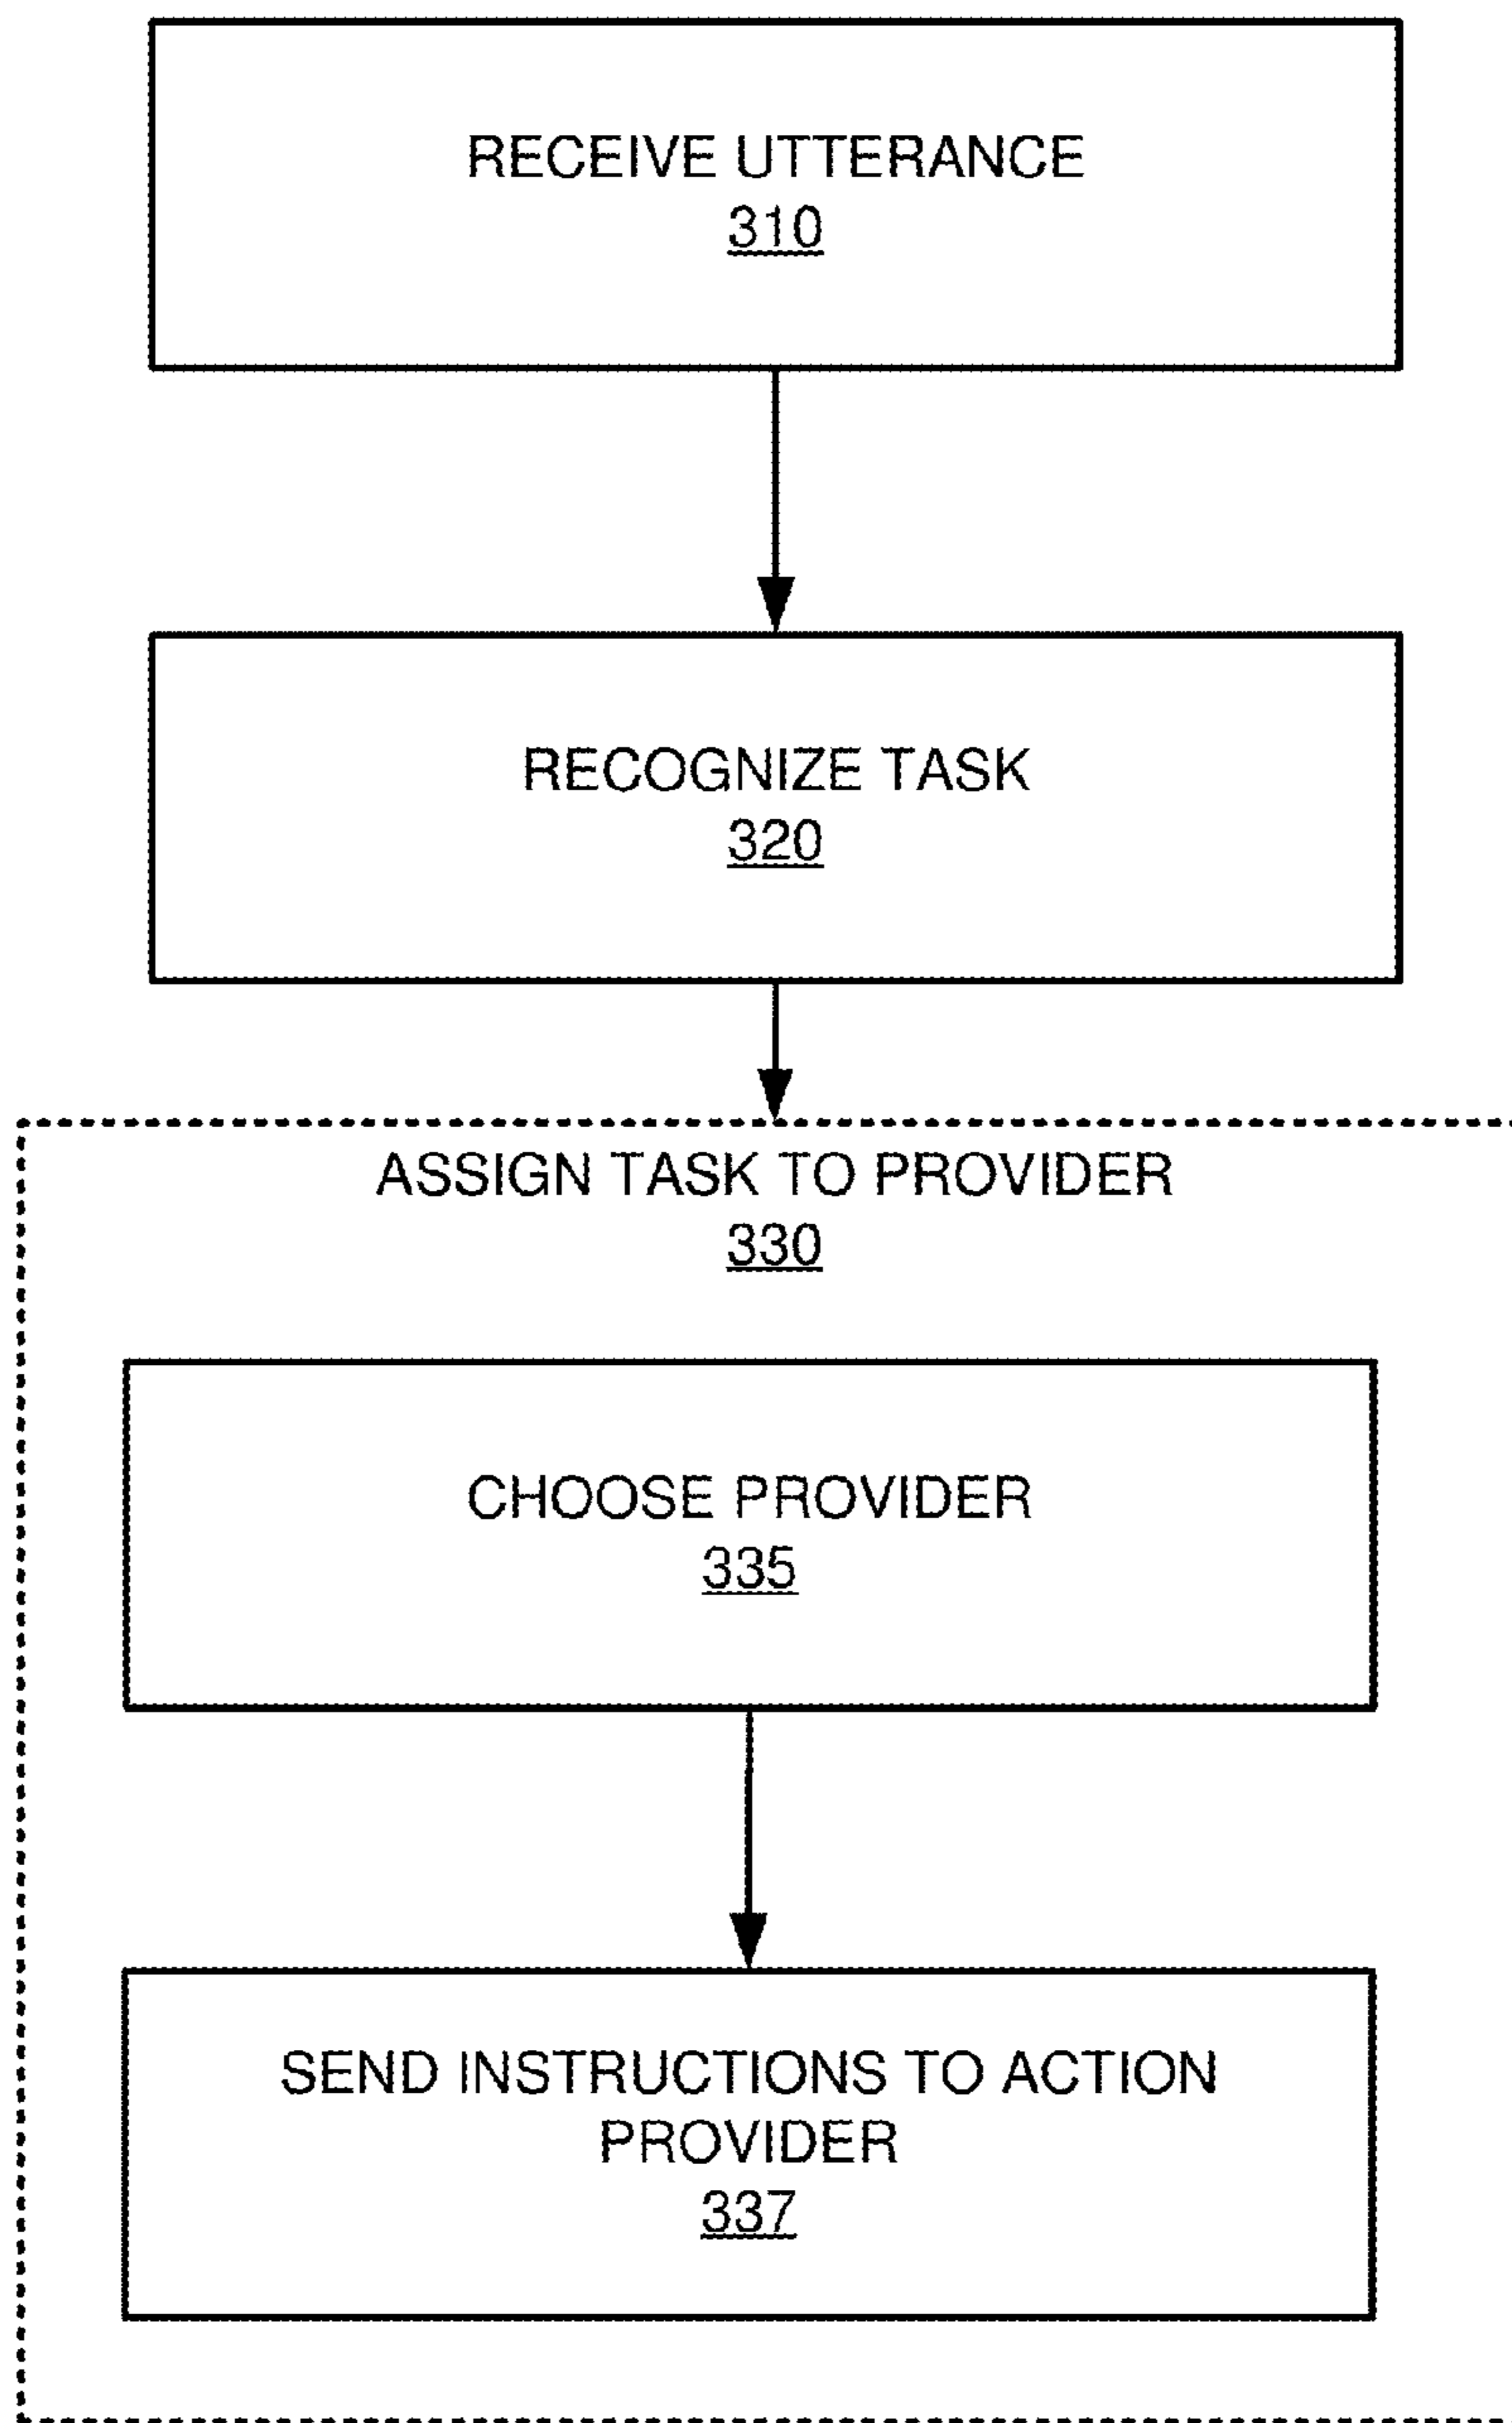 RECEIVE UTTERANCE
310
RECOGNIZE TASK
320
ASSIGN TASK TO PROVIDER
330
CHOOSE PROVIDER
335
SEND INSTRUCTIONS TO ACTION
PROVIDER
337